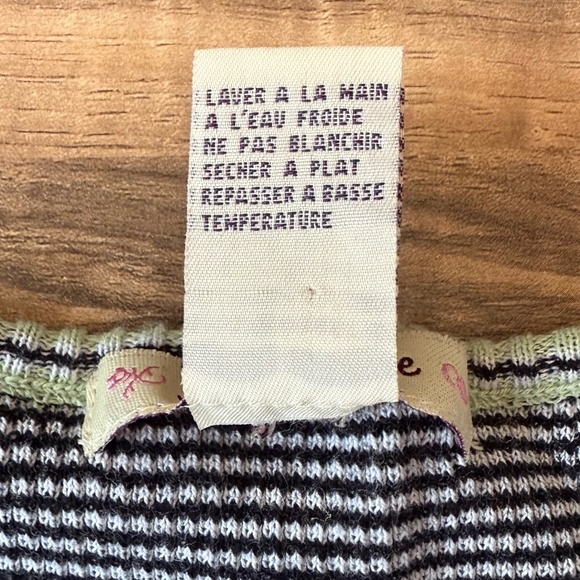 LAVER A LA MAIN
A L'EAU FROIDE
NE PAS BLANCHIR
SECHER A PLAT
REPASSER A BASSE
TEMPERATURE